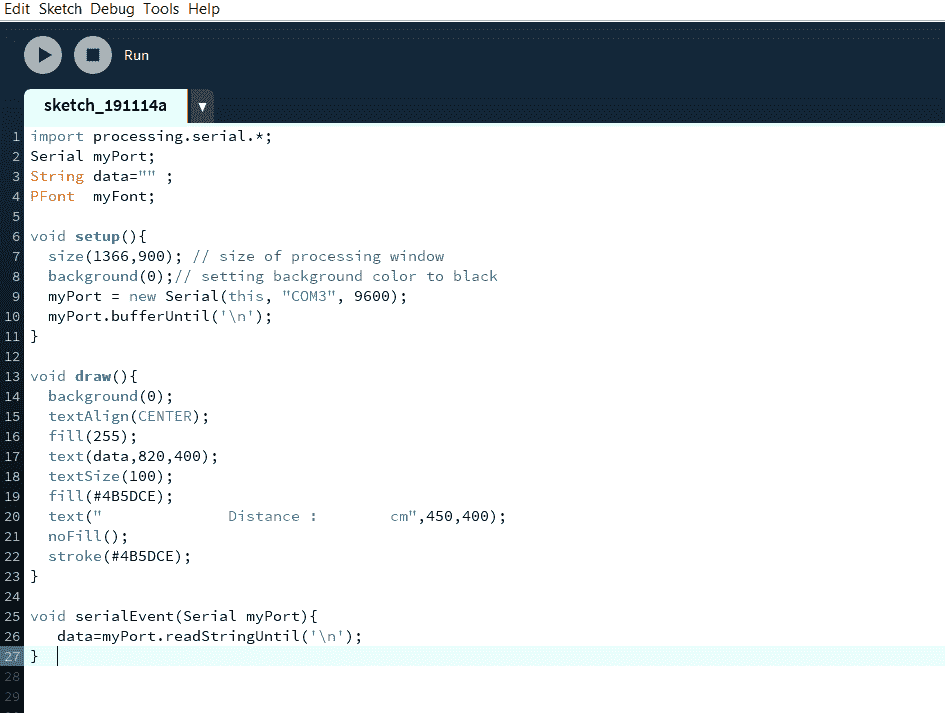 Edit Sketch Debug Tools Help
Run
sketch_191114a ▼
1 import processing.serial.*;
2 Serial myPort;
3 String data="" ;
4 PFont  myFont;
5
6 void setup(){
7   size(1366,900); // size of processing window
8   background(0);// setting background color to black
9   myPort = new Serial(this, "COM3", 9600);
10   myPort.bufferUntil('\n');
11 }
12
13 void draw(){
14   background(0);
15   textAlign(CENTER);
16   fill(255);
17   text(data,820,400);
18   textSize(100);
19   fill(#4B5DCE);
20   text("              Distance :        cm",450,400);
21   noFill();
22   stroke(#4B5DCE);
23 }
24
25 void serialEvent(Serial myPort){
26    data=myPort.readStringUntil('\n');
27 }
28
29